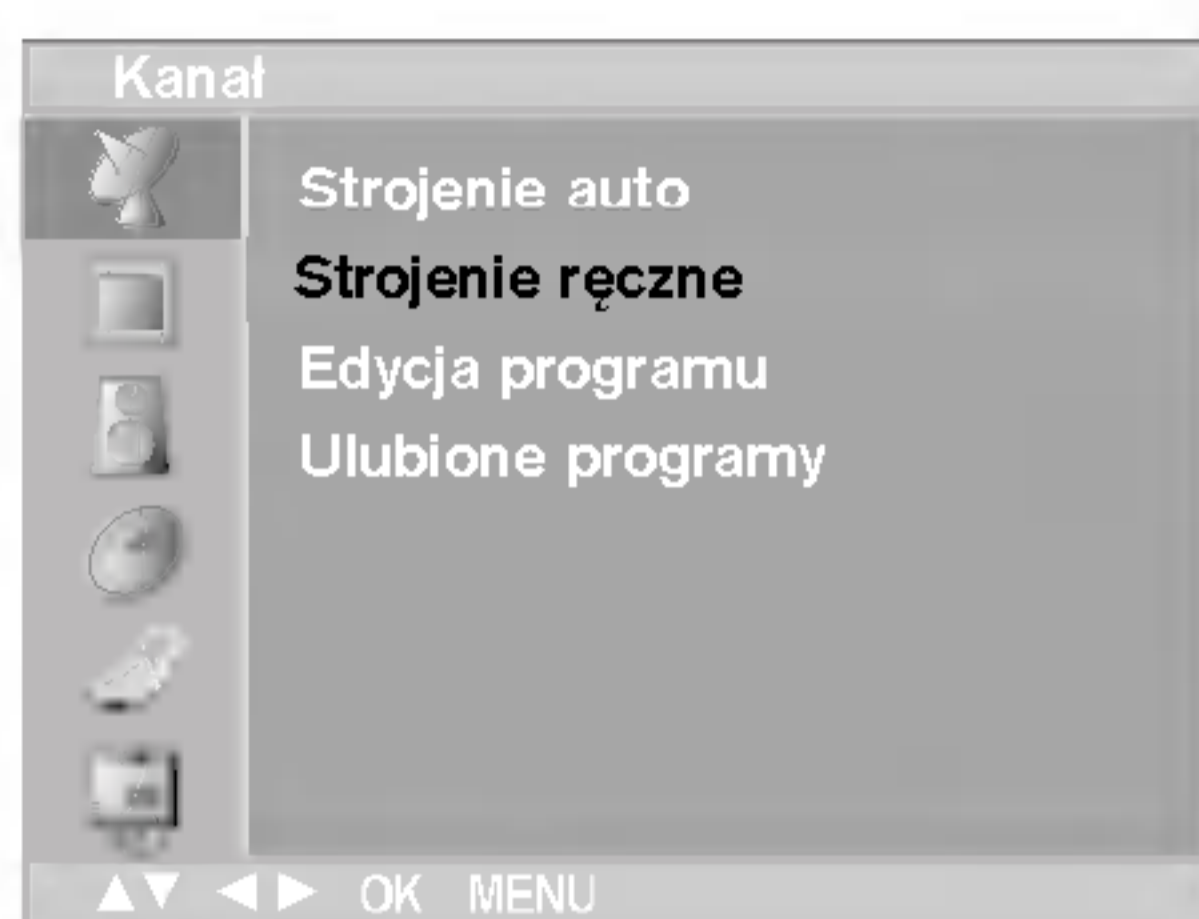 Kanał
Strojenie auto
Strojenie ręczne
Edycja programu
Ulubione programy
▲▼ ◀▶ OK MENU